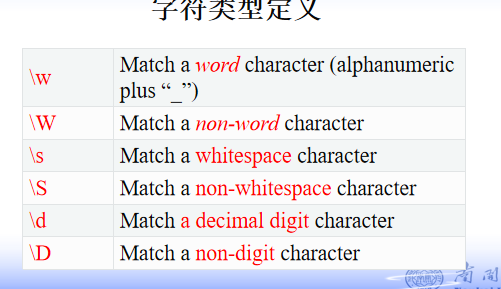 字符类型定义
\w Match a word character (alphanumeric
plus “_”)
\W Match a non-word character
\s Match a whitespace character
\S Match a non-whitespace character
\d Match a decimal digit character
\D Match a non-digit character